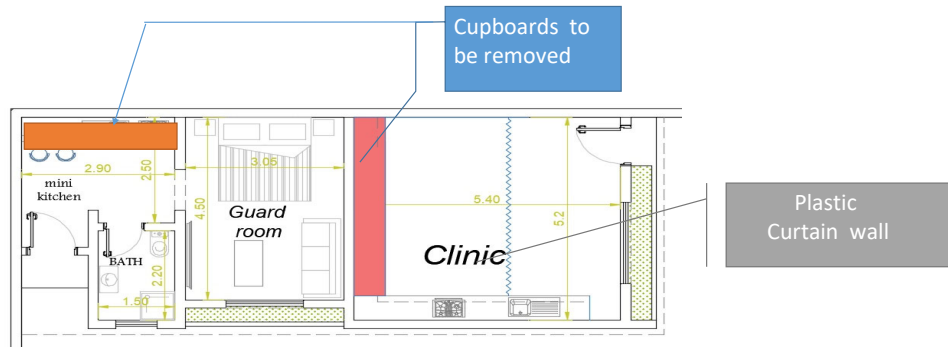 Cupboards to
be removed
2.90
2.50
mini
kitchen
3.05
4.50
Guard
room
BATH
2.20
1.50
5.40
5.2
Clinic
Plastic
Curtain wall